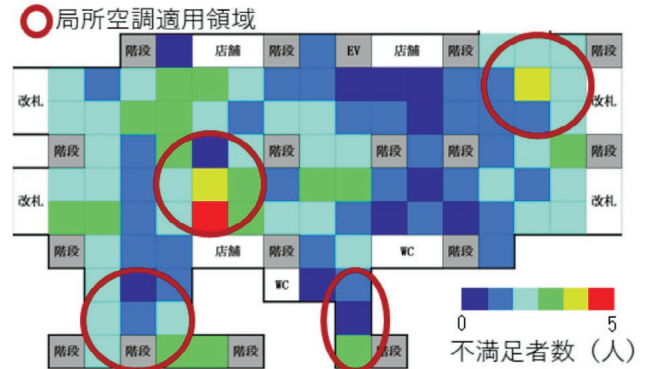 局所空調適用領域
階段 店舗 階段 EV 店舗 階段 階段
改札 改札
階段 階段 階段 階段 階段
改札 改札
階段 店舗 階段 WC 階段
WC
0 5
不満足者数（人）
階段 階段 階段 階段